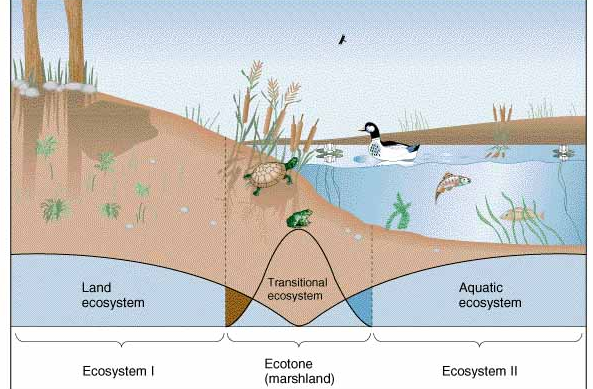 Land
ecosystem
Transitional
ecosystem
Aquatic
ecosystem
Ecosystem I
Ecotone
(marshland)
Ecosystem II